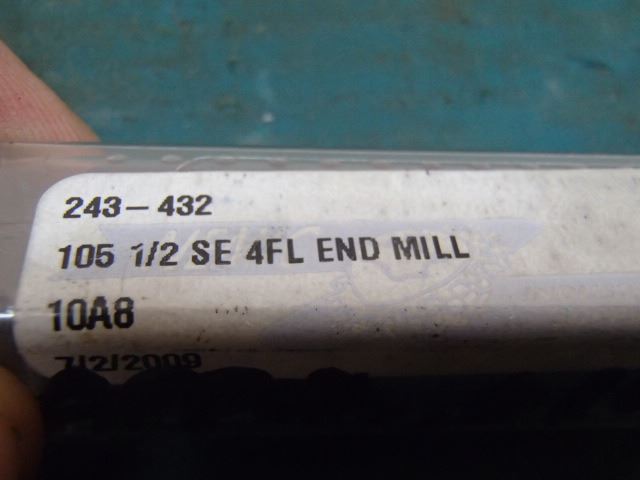 243-432
105 1/2 SE 4FL END MILL
10A8
7/2/2009